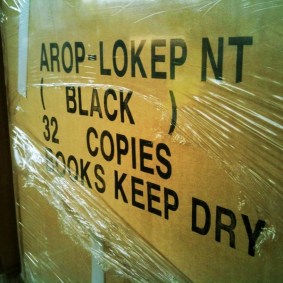 AROP-LOKEP NT
( BLACK )
32 COPIES
BOOKS KEEP DRY